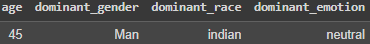 age dominant_gender dominant_race dominant_emotion
45 Man indian neutral